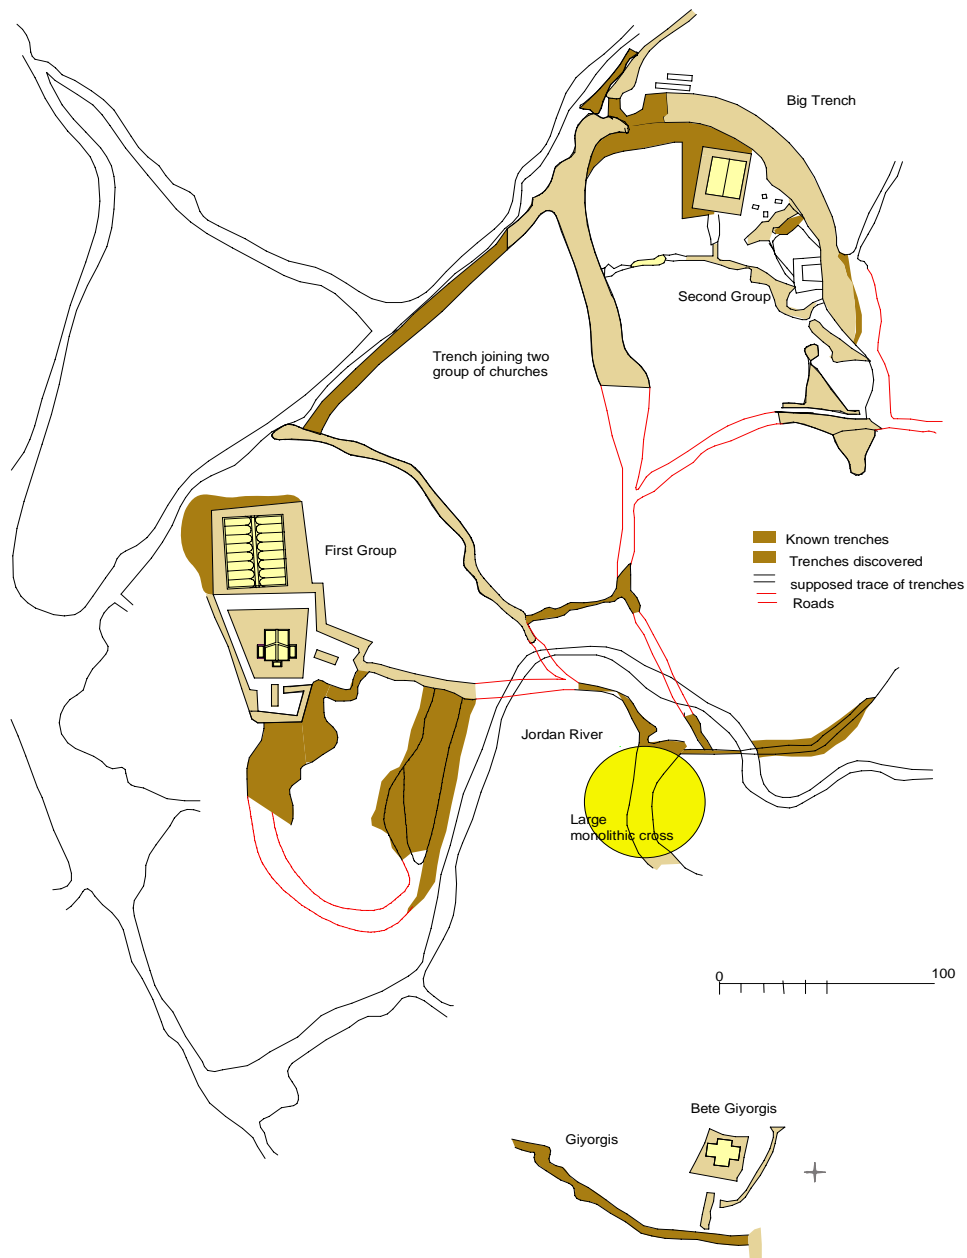 Big Trench
Second Group
Trench joining two
group of churches
First Group
Known trenches
Trenches discovered
supposed trace of trenches
Roads
Jordan River
Large
monolithic cross
0
100
Bete Giyorgis
Giyorgis